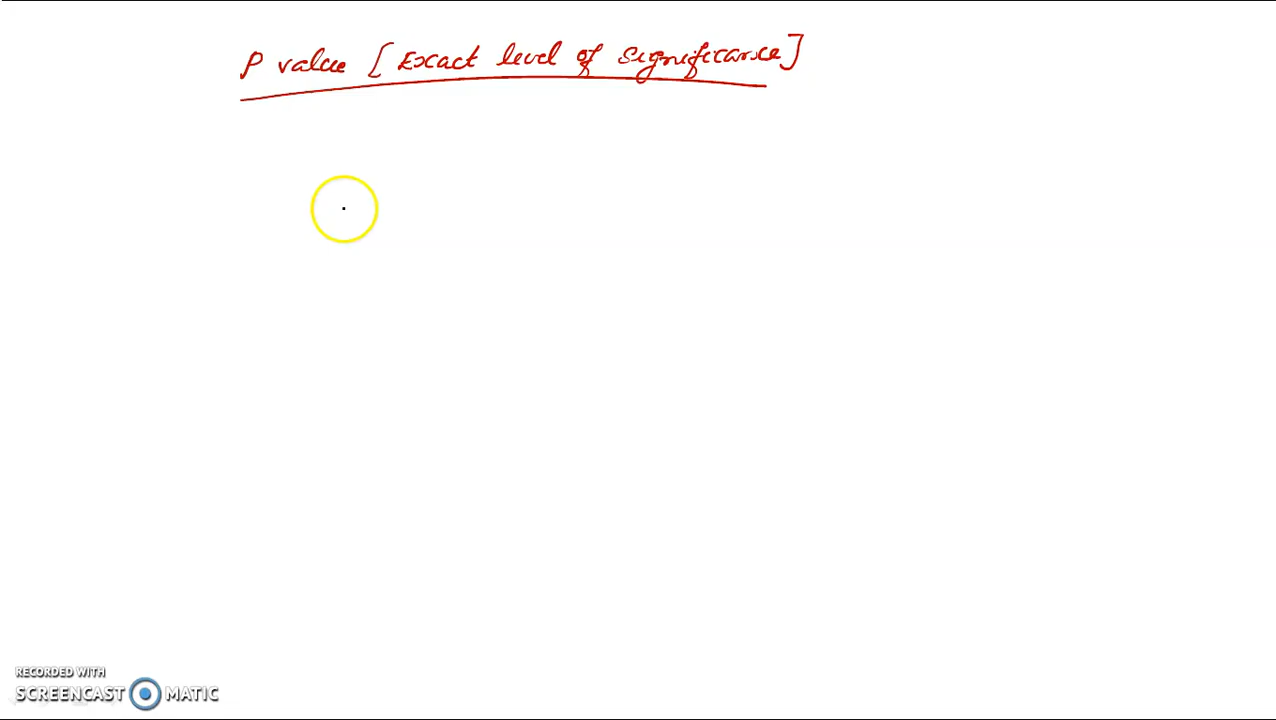 P value [Exact level of significance]
RECORDED WITH
SCREENCAST MATIC